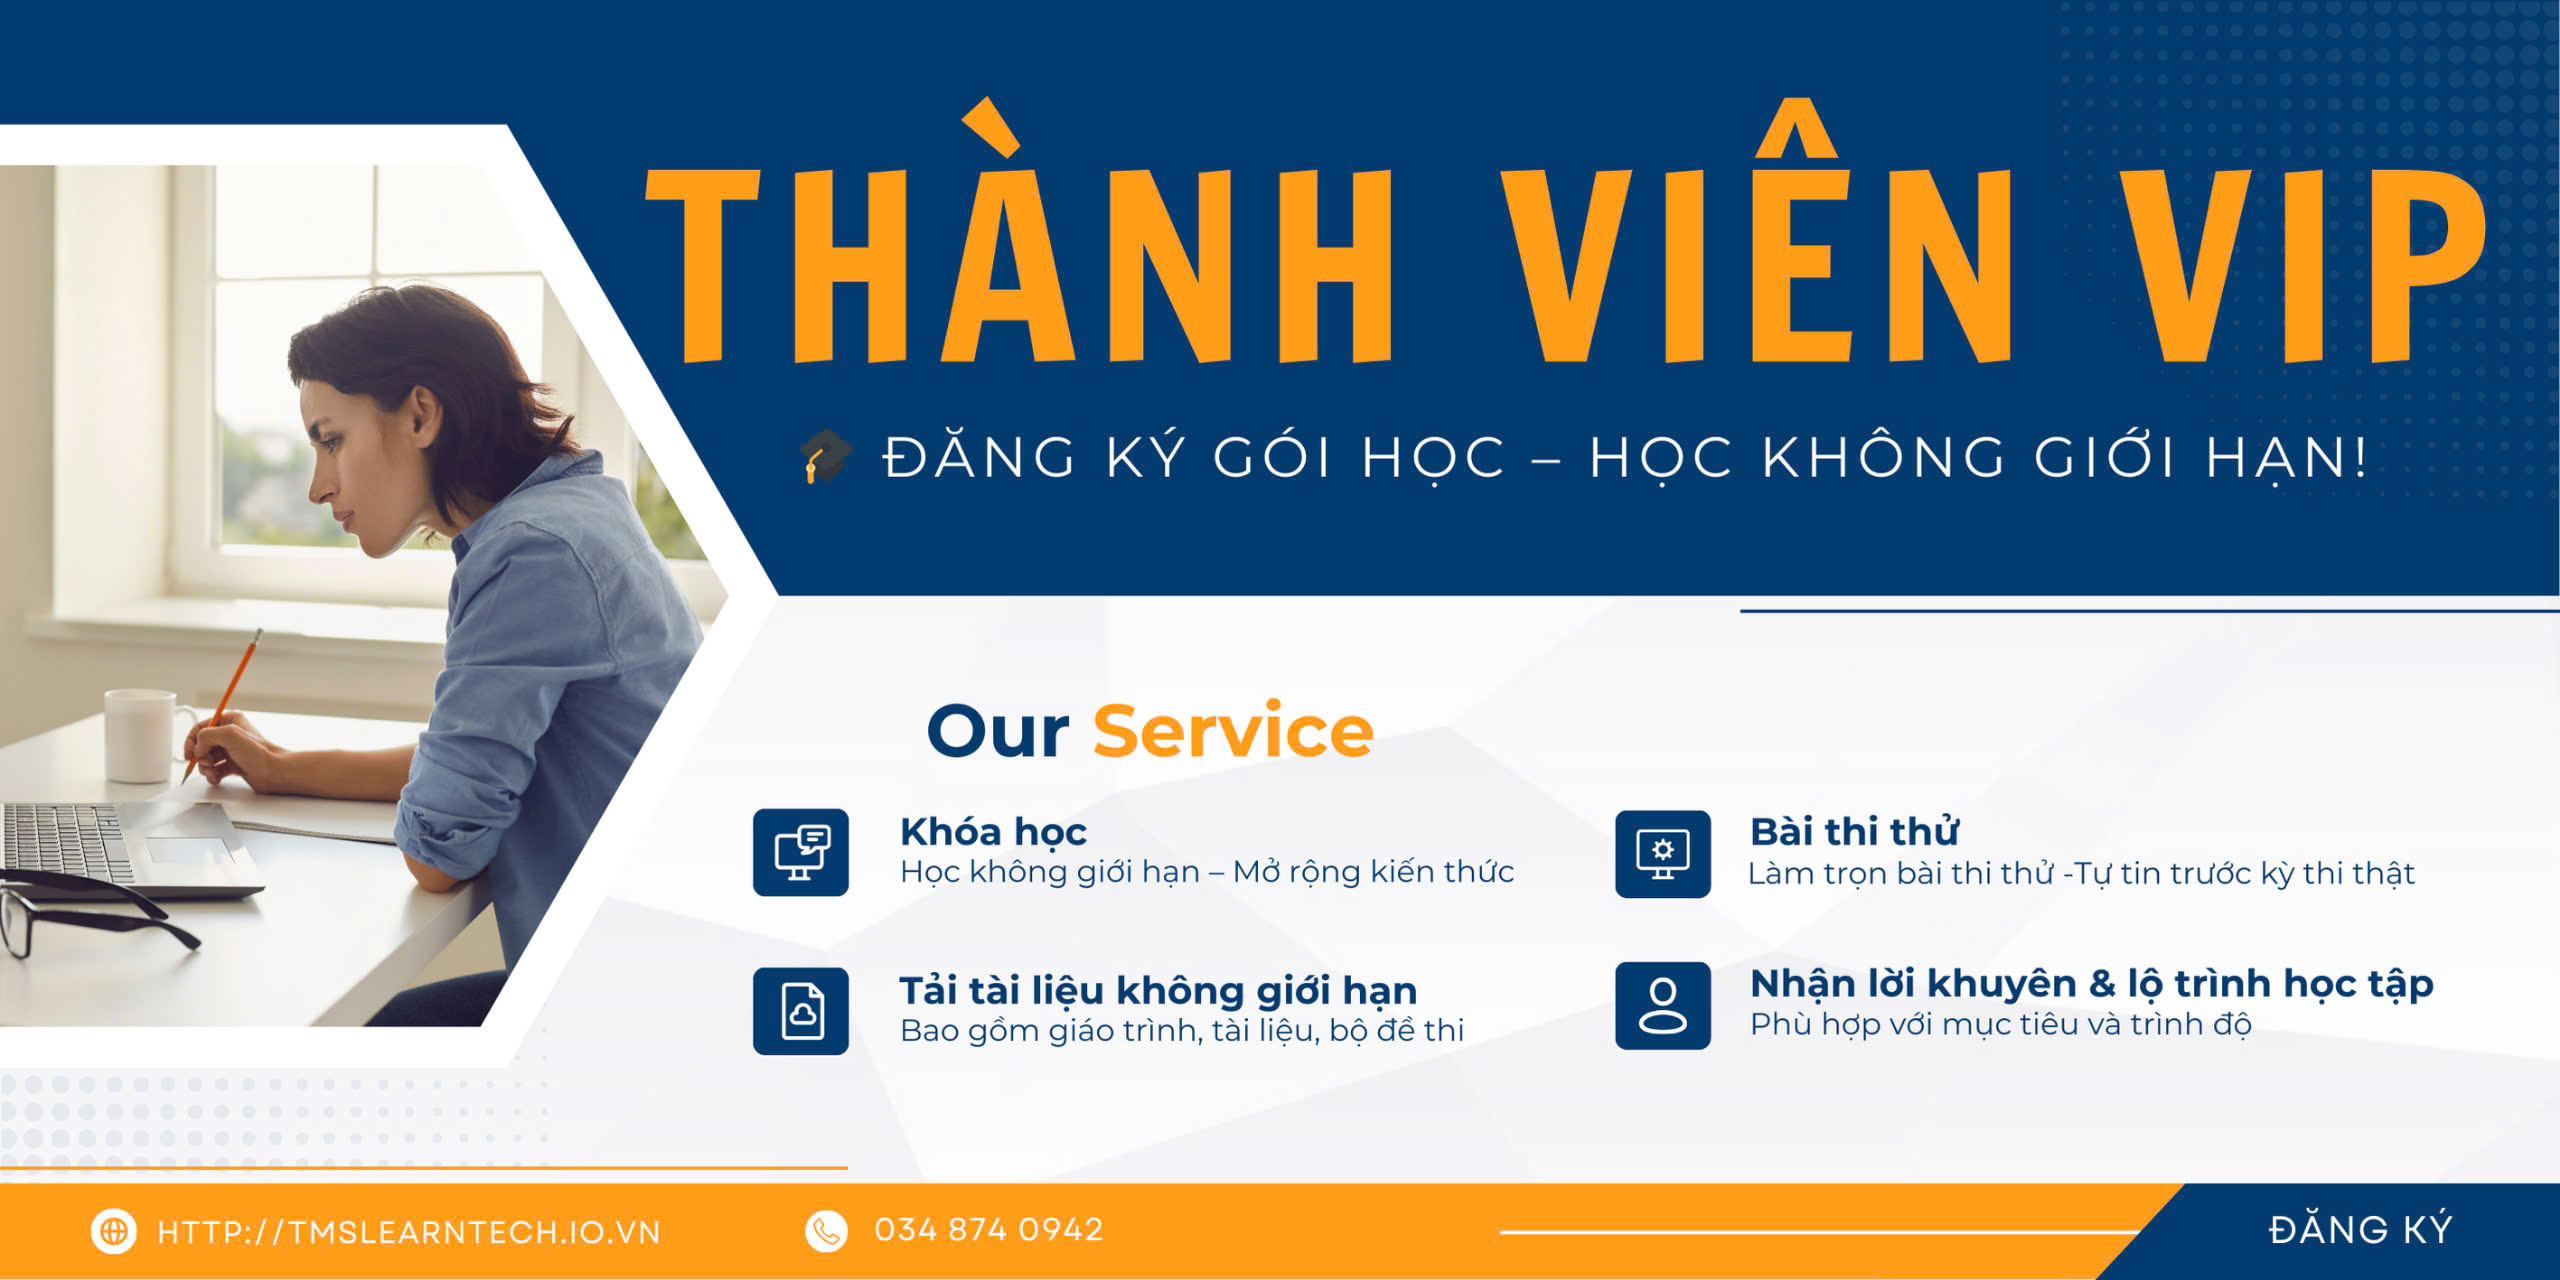 THÀNH VIÊN VIP
🎓 ĐĂNG KÝ GÓI HỌC – HỌC KHÔNG GIỚI HẠN!
Our Service
Khóa học
Học không giới hạn – Mở rộng kiến thức
Bài thi thử
Làm trọn bài thi thử -Tự tin trước kỳ thi thật
Tải tài liệu không giới hạn
Bao gồm giáo trình, tài liệu, bộ đề thi
Nhận lời khuyên & lộ trình học tập
Phù hợp với mục tiêu và trình độ
HTTP://TMSLEARNTECH.IO.VN
034 874 0942
ĐĂNG KÝ